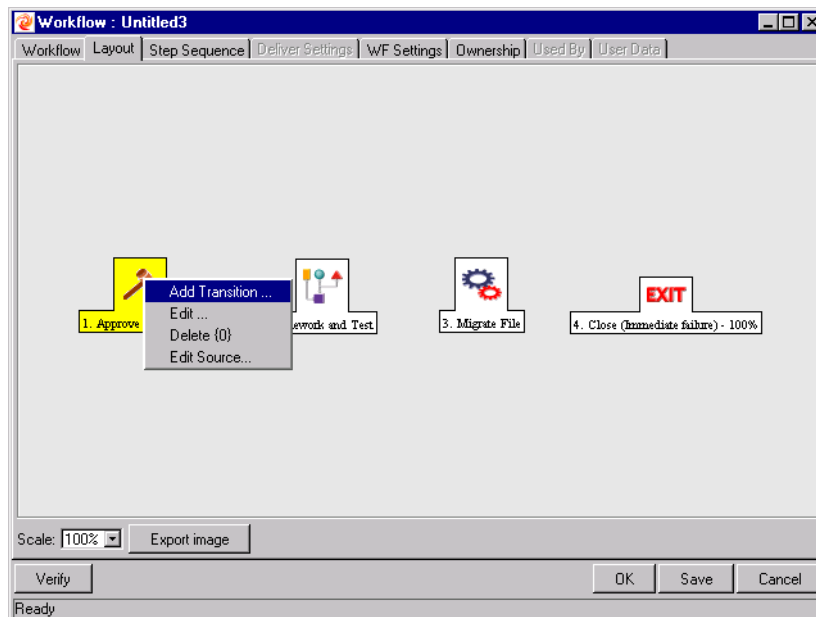 Workflow : Untitled3
Workflow Layout Step Sequence Deliver Settings WF Settings Ownership Used By User Data
Add Transition ...
Edit ...
Delete {0}
Edit Source...
EXIT
1. Approve
ework and Test
3. Migrate File
4. Close (Immediate failure) - 100%
Scale: 100% Export image
Verify OK Save Cancel
Ready